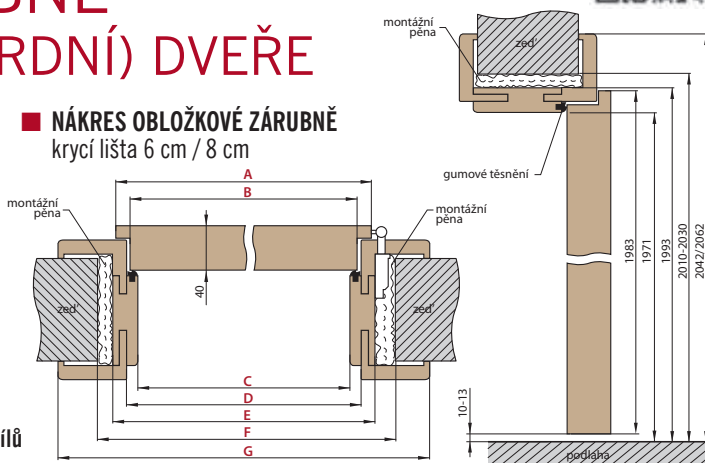 RDNÍ) DVEŘE
NÁKRES OBLOŽKOVÉ ZÁRUBNĚ
krycí lišta 6 cm / 8 cm
montážní
pěna
zeď
gumové těsnění
A
B
montážní
pěna
montážní
pěna
40
zeď
zeď
C
D
E
F
G
1983
1971
1993
2010-2030
2042/2062
10-13
podlaha
ílů